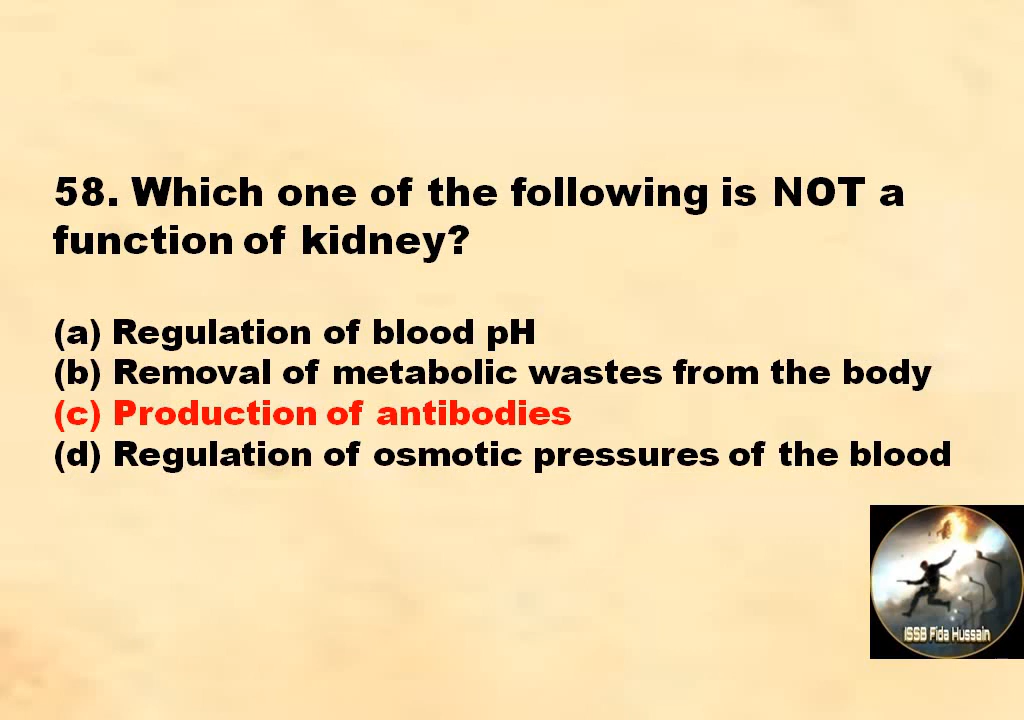 58. Which one of the following is NOT a
function of kidney?
(a) Regulation of blood pH
(b) Removal of metabolic wastes from the body
(c) Production of antibodies
(d) Regulation of osmotic pressures of the blood
ISSB Fida Hussain